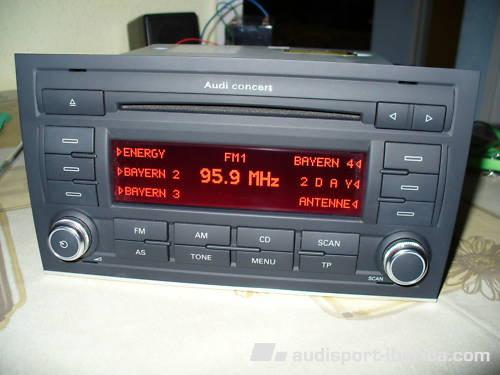 Audi concert
ENERGY FM1 BAYERN 4
BAYERN 2 95.9 MHz 2 D A Y
BAYERN 3 ANTENNE
FM AM CD SCAN
AS TONE MENU TP
SCAN
audisport-iberica.com